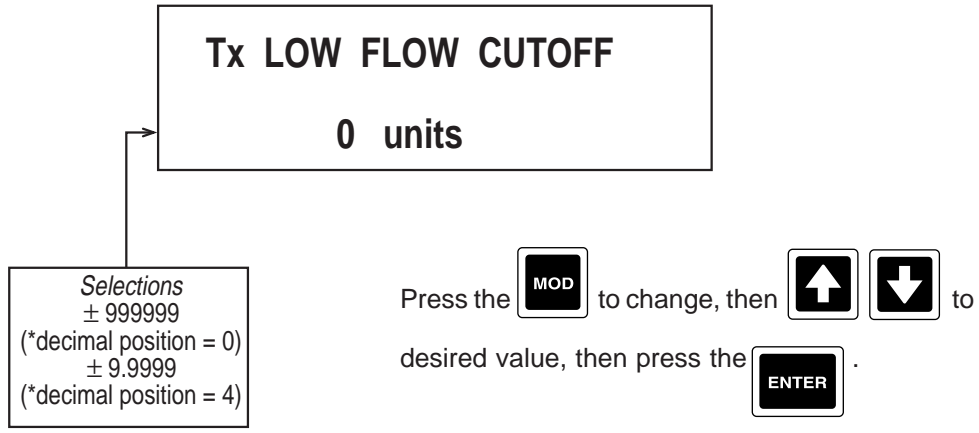 Tx LOW FLOW CUTOFF
0 units
Selections
± 999999
(*decimal position = 0)
± 9.9999
(*decimal position = 4)
Press the MOD to change, then to
desired value, then press the ENTER .